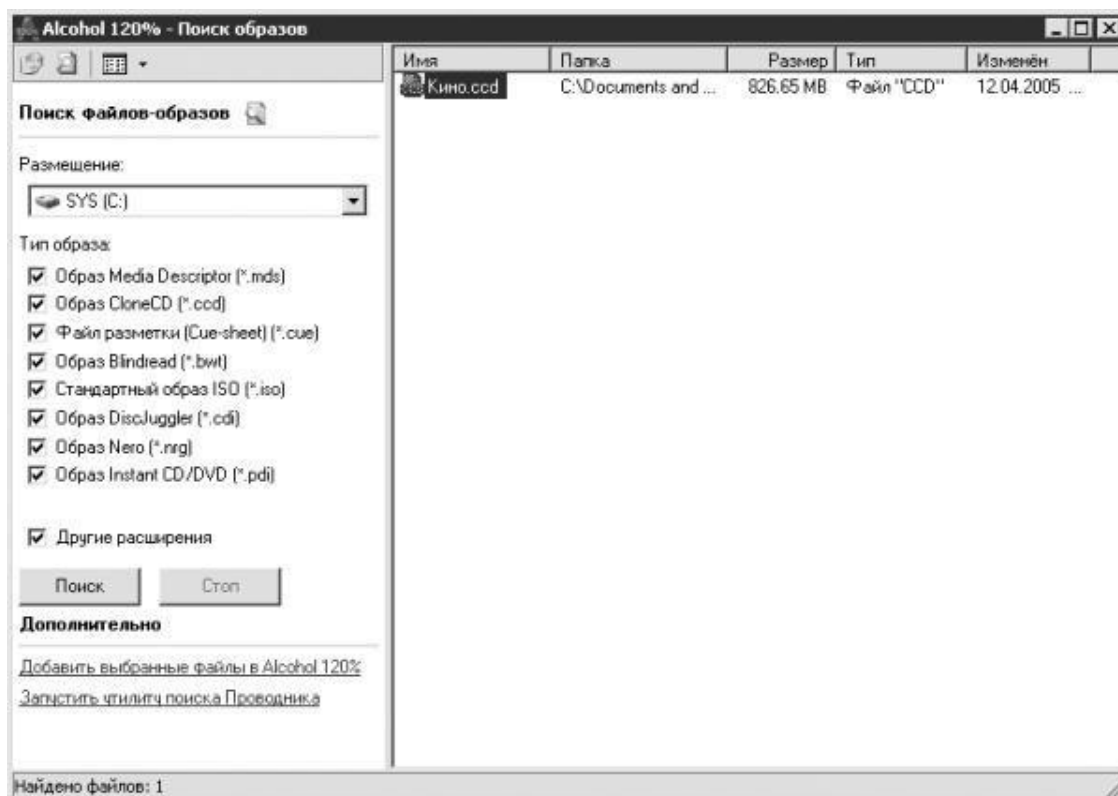 Alcohol 120% - Поиск образов
Имя Папка Размер Тип Изменён
Кино.ccd C:\Documents and ... 826.65 MB Файл "CCD" 12.04.2005 ...
Поиск файлов-образов
Размещение:
SYS (C:)
Тип образа:
Образ Media Descriptor (*.mds)
Образ CloneCD (*.ccd)
Файл разметки (Cue-sheet) (*.cue)
Образ Blindread (*.bwt)
Стандартный образ ISO (*.iso)
Образ DiscJuggler (*.cdi)
Образ Nero (*.nrg)
Образ Instant CD/DVD (*.pdi)
Другие расширения
Поиск Стоп
Дополнительно
Добавить выбранные файлы в Alcohol 120%
Запустить утилиту поиска Проводника
Найдено файлов: 1